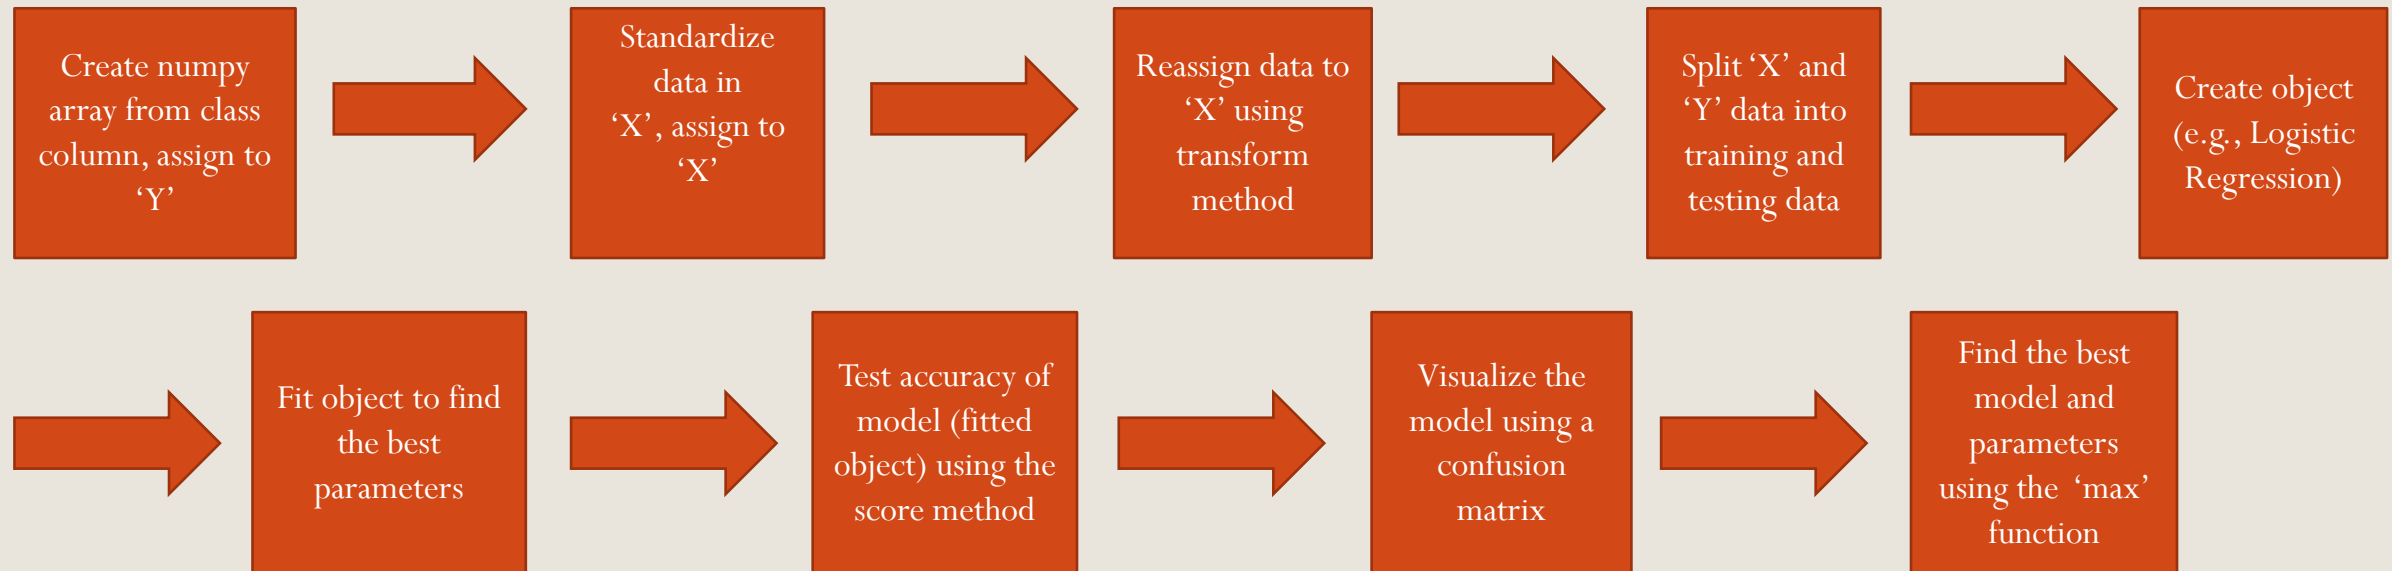 Create numpy
array from class
column, assign to
‘Y’
Standardize
data in
‘X’, assign to
‘X’
Reassign data to
‘X’ using
transform
method
Split ‘X’ and
‘Y’ data into
training and
testing data
Create object
(e.g., Logistic
Regression)
Fit object to find
the best
parameters
Test accuracy of
model (fitted
object) using the
score method
Visualize the
model using a
confusion
matrix
Find the best
model and
parameters
using the ‘max’
function